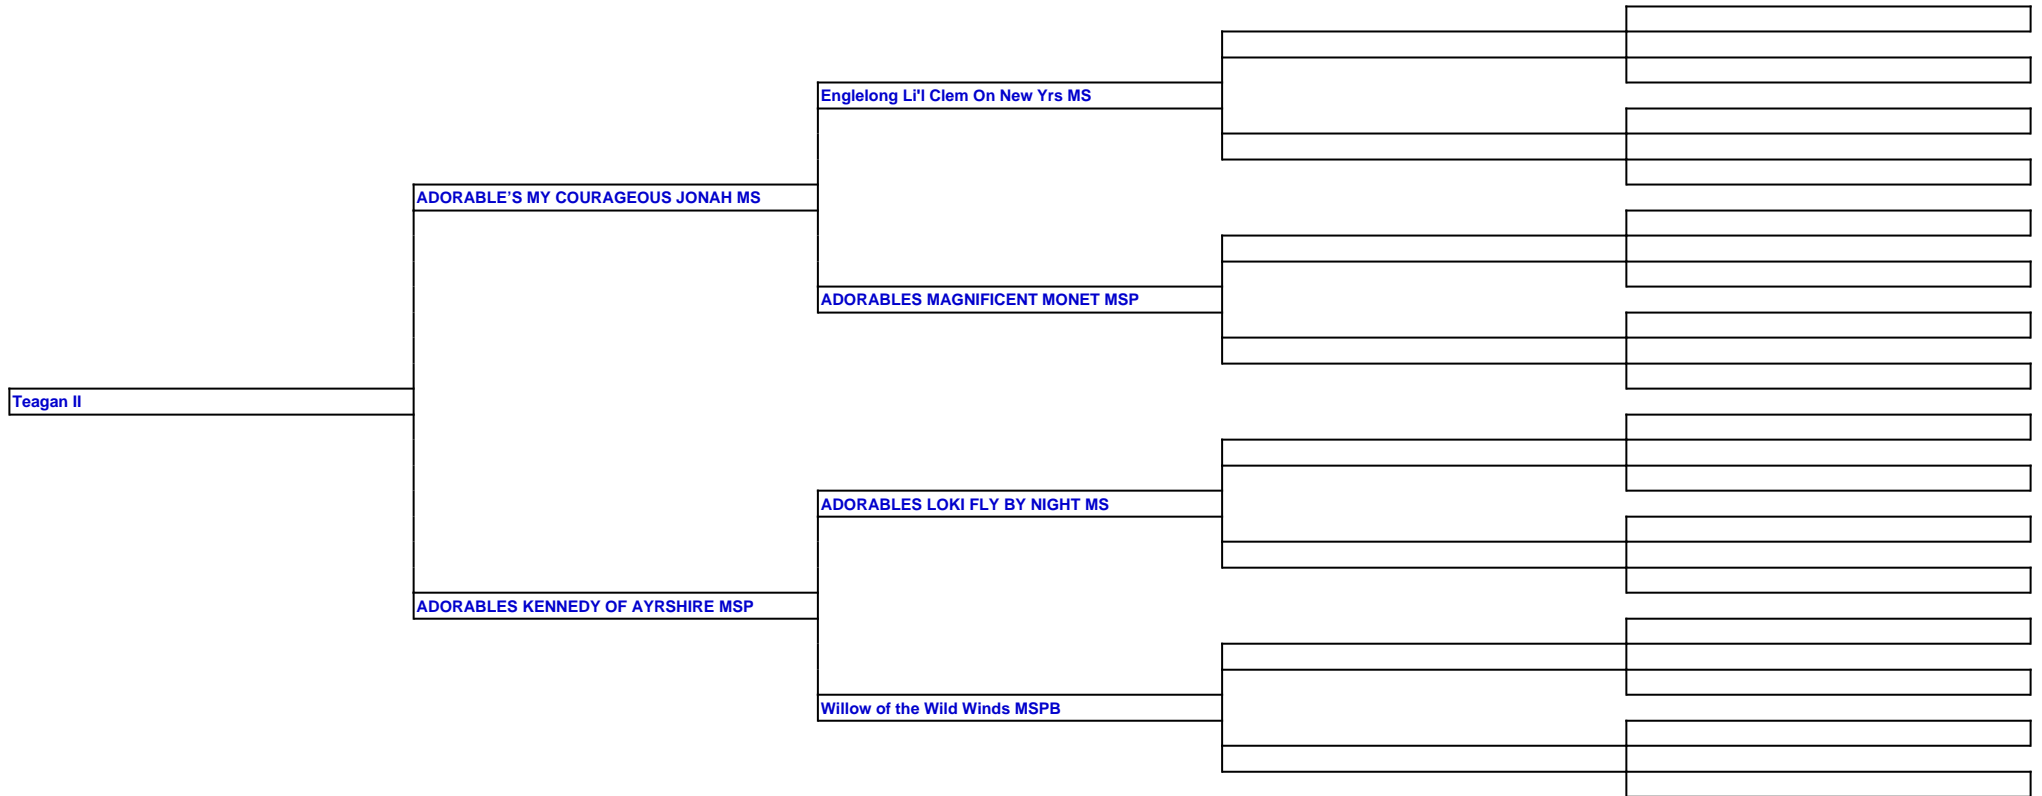 Englelong Li'l Clem On New Yrs MS
ADORABLE’S MY COURAGEOUS JONAH MS
ADORABLES MAGNIFICENT MONET MSP
Teagan II
ADORABLES LOKI FLY BY NIGHT MS
ADORABLES KENNEDY OF AYRSHIRE MSP
Willow of the Wild Winds MSPB